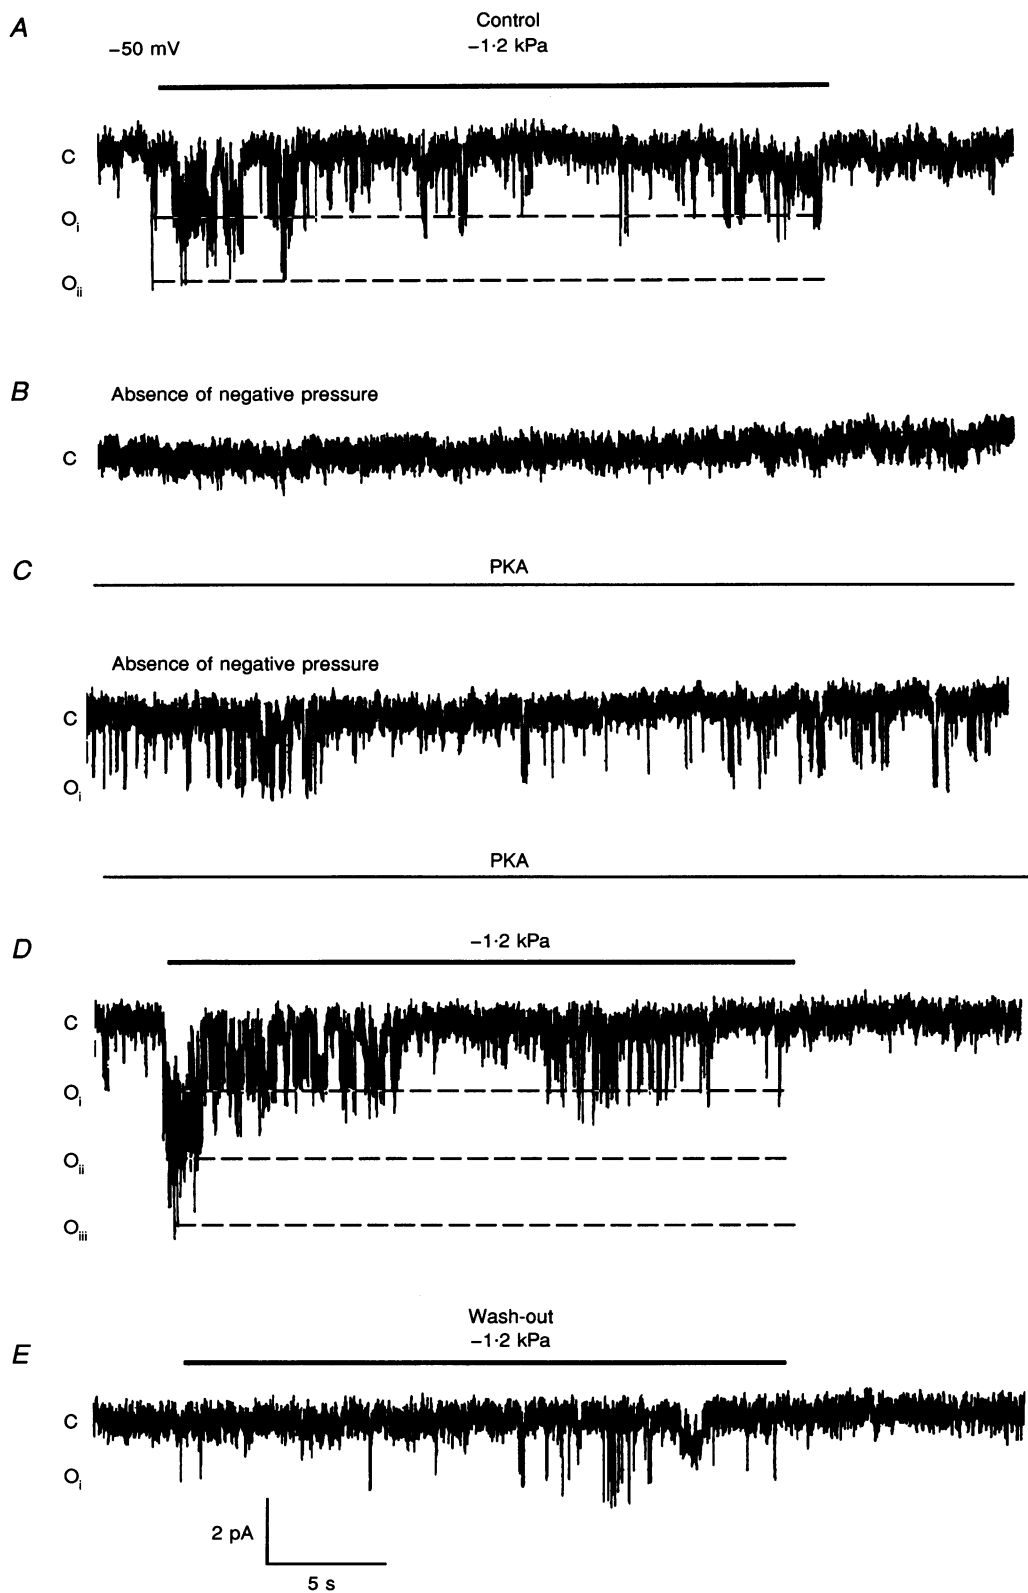 A
Control
−50 mV
−1·2 kPa
C
Oi
Oii
B
Absence of negative pressure
C
C
PKA
Absence of negative pressure
C
Oi
PKA
D
−1·2 kPa
C
Oi
Oii
Oiii
Wash-out
−1·2 kPa
E
C
Oi
2 pA
5 s